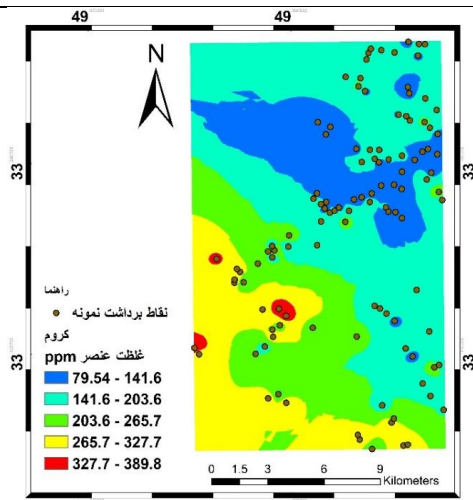 49 49
N
33 33
راهنما
نقاط برداشت نمونه
کروم
غلظت عنصر ppm
79.54 - 141.6
141.6 - 203.6
203.6 - 265.7
265.7 - 327.7
327.7 - 389.8
33 33
0 1.5 3 6 9
Kilometers
49 49